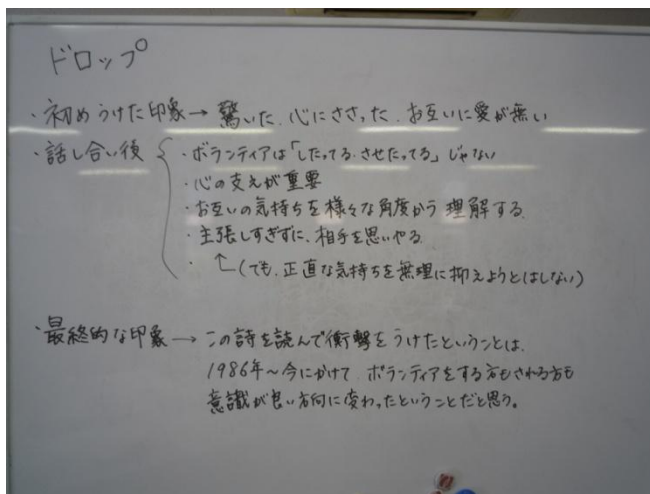 ドロップ
・初めうけた印象→驚いた.心にささった.お互いに愛が無い
・話し合い後
・ボランティアは「したってる・させたってる」じゃない
・心の支えが重要
・お互いの気持ちを様々な角度から理解する.
・主張しすぎずに.相手を思いやる.
・↑(でも.正直な気持ちを無理に抑えようとはしない)
・最終的な印象→この詩を読んで衝撃をうけたということは.
1986年〜今にかけて.ボランティアをする方もされる方も
意識が良い方向に変わったということだと思う。